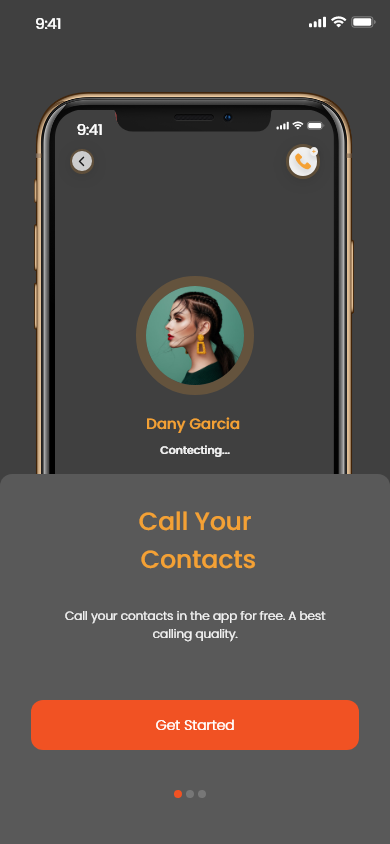 9:41
9:41
Dany Garcia
Contecting...
Call Your
Contacts
Call your contacts in the app for free. A best
calling quality.
Get Started